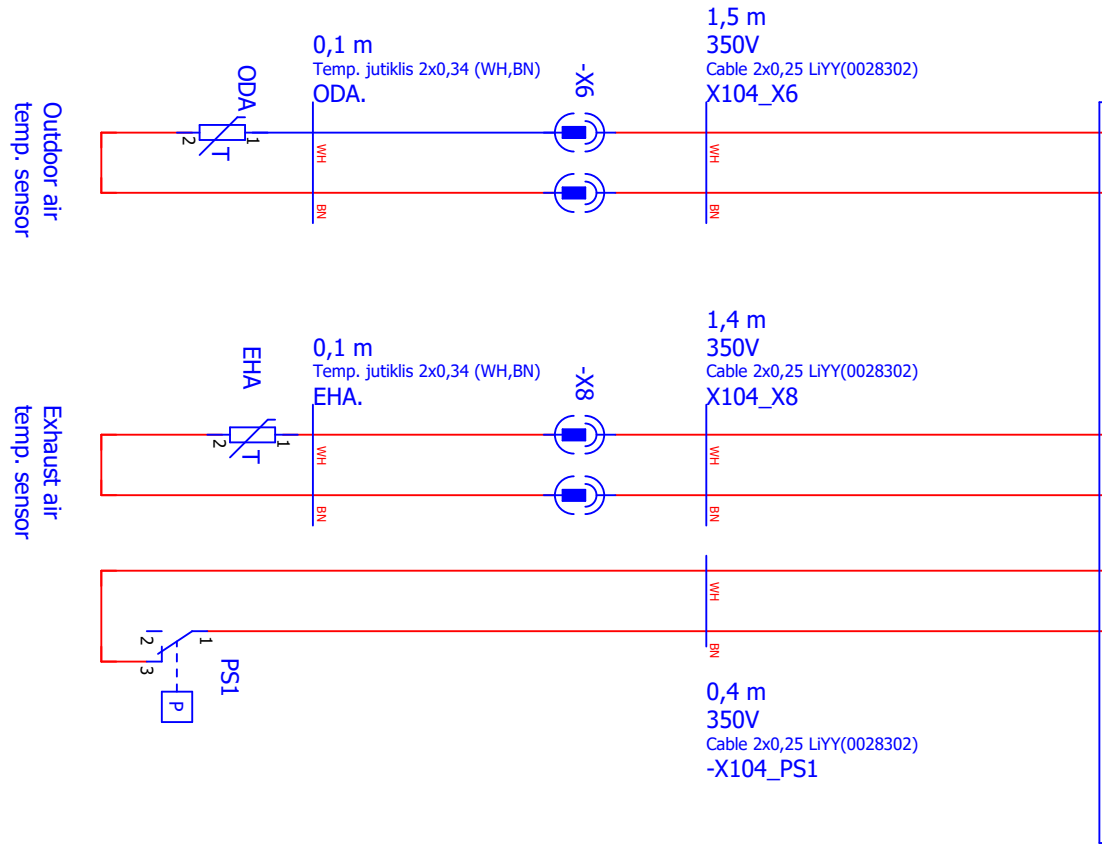 1,5 m
350V
Cable 2x0,25 LiYY(0028302)
X104_X6
0,1 m
Temp. jutiklis 2x0,34 (WH,BN)
ODA.
-X6
ODA
Outdoor air
temp. sensor
1
2
T
WH
BN
WH
BN
1,4 m
350V
Cable 2x0,25 LiYY(0028302)
X104_X8
0,1 m
Temp. jutiklis 2x0,34 (WH,BN)
EHA.
-X8
EHA
Exhaust air
temp. sensor
1
2
T
WH
BN
WH
BN
WH
BN
1
2
3
PS1
P
0,4 m
350V
Cable 2x0,25 LiYY(0028302)
-X104_PS1